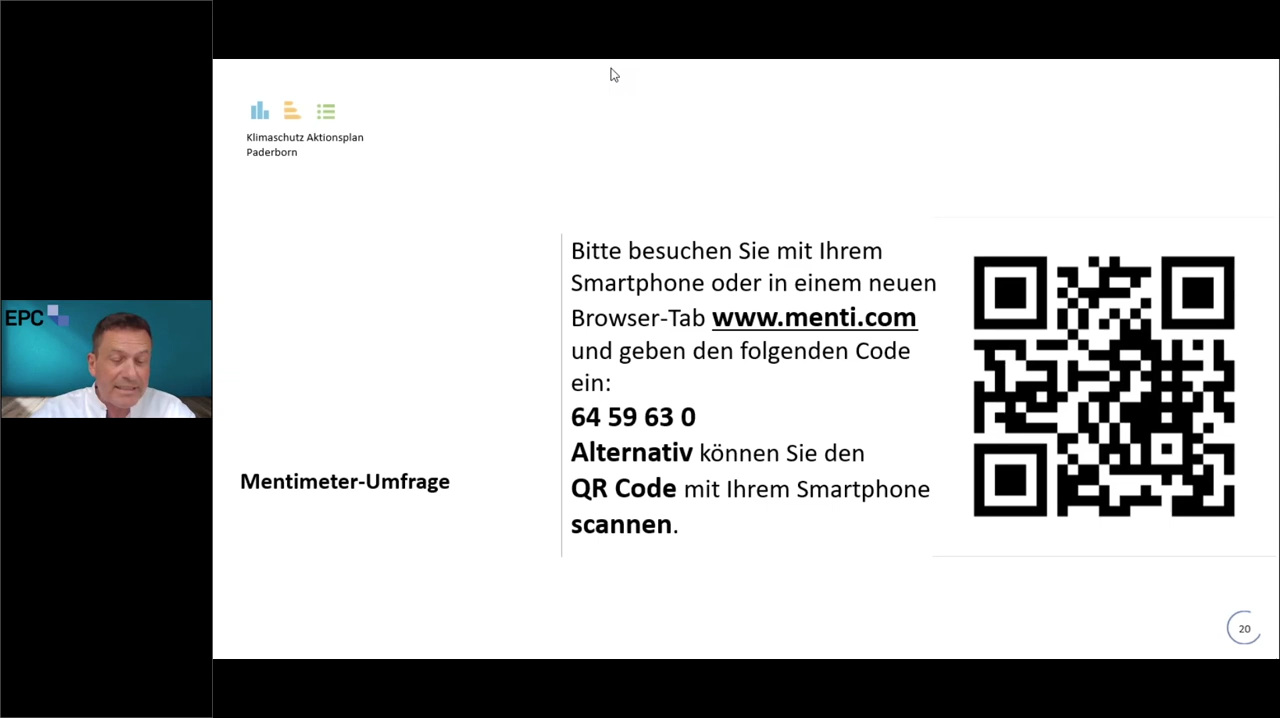 Klimaschutz Aktionsplan
Paderborn
EPC
Mentimeter-Umfrage
Bitte besuchen Sie mit Ihrem
Smartphone oder in einem neuen
Browser-Tab www.menti.com
und geben den folgenden Code
ein:
64 59 63 0
Alternativ können Sie den
QR Code mit Ihrem Smartphone
scannen.
20